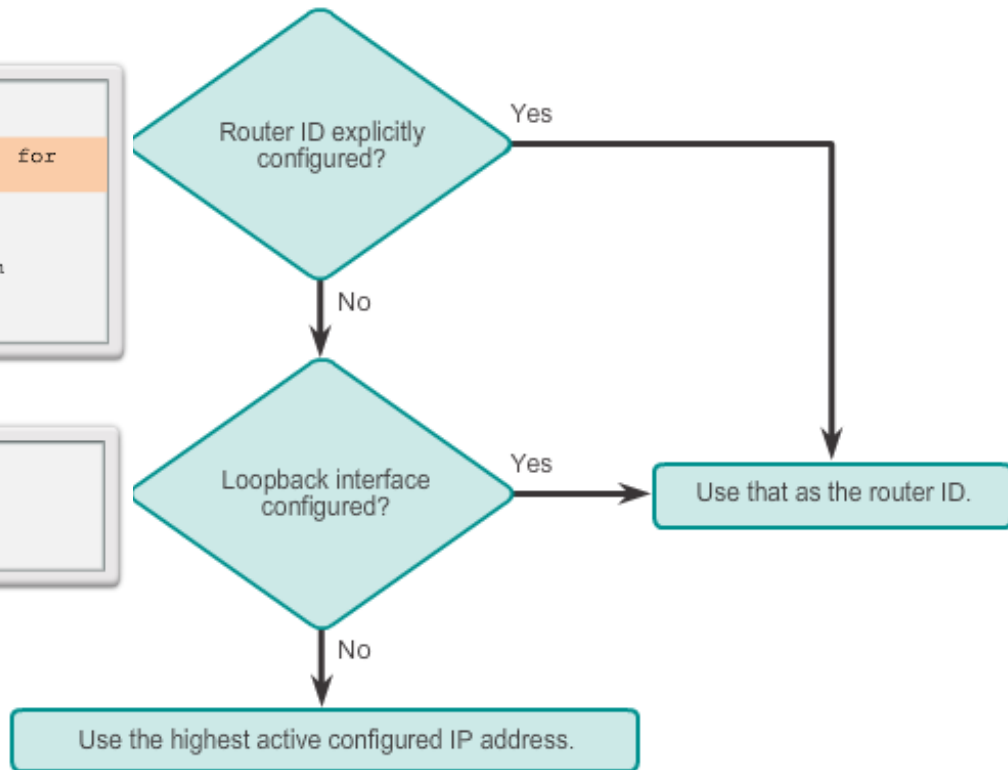 Router ID explicitly
configured?
Yes
for
No
Loopback interface
configured?
Yes
Use that as the router ID.
No
Use the highest active configured IP address.